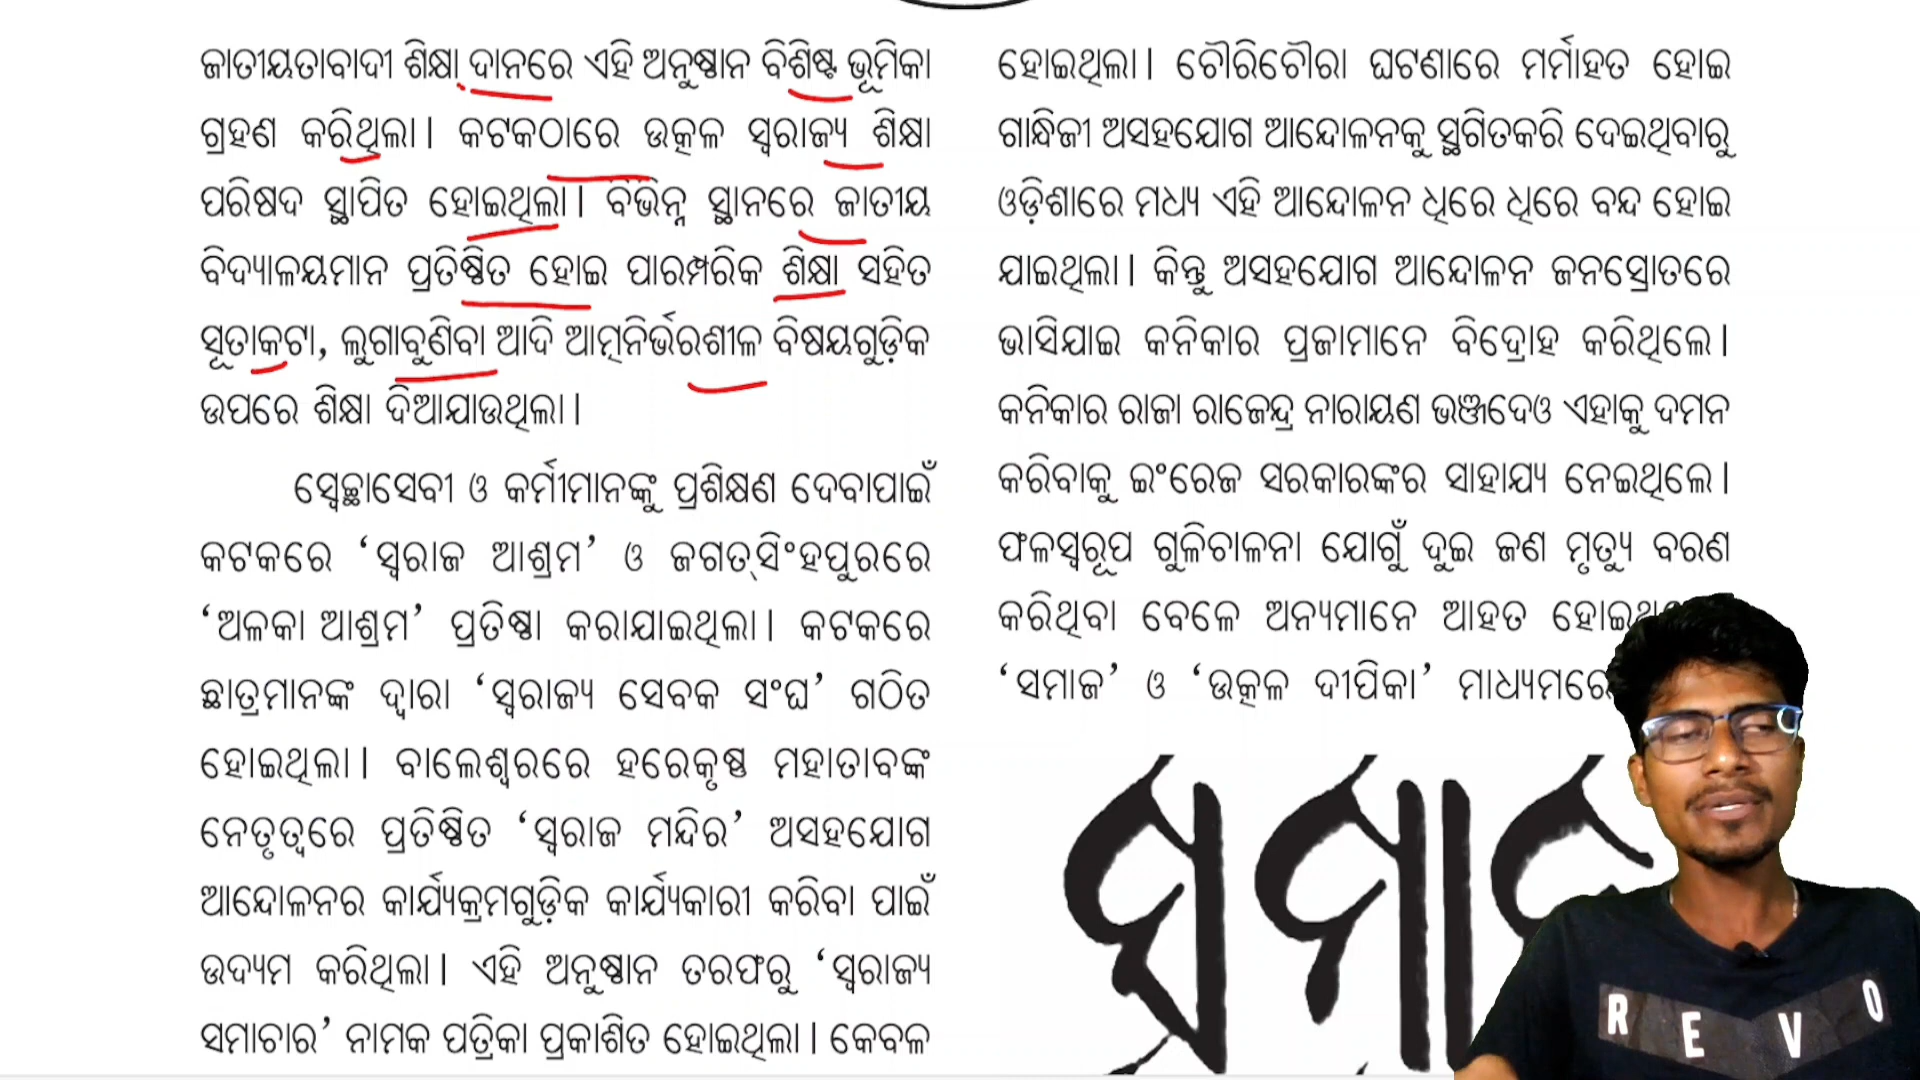 ଜାତୀୟତାବାଦୀ ଶିକ୍ଷା ଦାନରେ ଏହି ଅନୁଷ୍ଠାନ ବିଶିଷ୍ଟ ଭୂମିକା
ଗ୍ରହଣ କରିଥିଲା। କଟକଠାରେ ଉତ୍କଳ ସ୍ୱରାଜ୍ୟ ଶିକ୍ଷା
ପରିଷଦ ସ୍ଥାପିତ ହୋଇଥିଲା। ବିଭିନ୍ନ ସ୍ଥାନରେ ଜାତୀୟ
ବିଦ୍ୟାଳୟମାନ ପ୍ରତିଷ୍ଠିତ ହୋଇ ପାରମ୍ପରିକ ଶିକ୍ଷା ସହିତ
ସୂତାକଟା, ଲୁଗାବୁଣିବା ଆଦି ଆତ୍ମନିର୍ଭରଶୀଳ ବିଷୟଗୁଡ଼ିକ
ଉପରେ ଶିକ୍ଷା ଦିଆଯାଉଥିଲା।
ସ୍ୱେଚ୍ଛାସେବୀ ଓ କର୍ମୀମାନଙ୍କୁ ପ୍ରଶିକ୍ଷଣ ଦେବାପାଇଁ
କଟକରେ ‘ସ୍ୱରାଜ ଆଶ୍ରମ’ ଓ ଜଗତ୍‌ସିଂହପୁରରେ
‘ଅଳକା ଆଶ୍ରମ’ ପ୍ରତିଷ୍ଠା କରାଯାଇଥିଲା। କଟକରେ
ଛାତ୍ରମାନଙ୍କ ଦ୍ୱାରା ‘ସ୍ୱରାଜ୍ୟ ସେବକ ସଂଘ’ ଗଠିତ
ହୋଇଥିଲା। ବାଲେଶ୍ୱରରେ ହରେକୃଷ୍ଣ ମହାତାବଙ୍କ
ନେତୃତ୍ୱରେ ପ୍ରତିଷ୍ଠିତ ‘ସ୍ୱରାଜ ମନ୍ଦିର’ ଅସହଯୋଗ
ଆନ୍ଦୋଳନର କାର୍ଯ୍ୟକ୍ରମଗୁଡ଼ିକ କାର୍ଯ୍ୟକାରୀ କରିବା ପାଇଁ
ଉଦ୍ୟମ କରିଥିଲା। ଏହି ଅନୁଷ୍ଠାନ ତରଫରୁ ‘ସ୍ୱରାଜ୍ୟ
ସମାଚାର’ ନାମକ ପତ୍ରିକା ପ୍ରକାଶିତ ହୋଇଥିଲା। କେବଳ
ହୋଇଥିଲା। ଚୌରିଚୌରା ଘଟଣାରେ ମର୍ମାହତ ହୋଇ
ଗାନ୍ଧିଜୀ ଅସହଯୋଗ ଆନ୍ଦୋଳନକୁ ସ୍ଥଗିତକରି ଦେଇଥିବାରୁ
ଓଡ଼ିଶାରେ ମଧ୍ୟ ଏହି ଆନ୍ଦୋଳନ ଧିରେ ଧିରେ ବନ୍ଦ ହୋଇ
ଯାଇଥିଲା। କିନ୍ତୁ ଅସହଯୋଗ ଆନ୍ଦୋଳନ ଜନସ୍ରୋତରେ
ଭାସିଯାଇ କନିକାର ପ୍ରଜାମାନେ ବିଦ୍ରୋହ କରିଥିଲେ।
କନିକାର ରାଜା ରାଜେନ୍ଦ୍ର ନାରାୟଣ ଭଞ୍ଜଦେଓ ଏହାକୁ ଦମନ
କରିବାକୁ ଇଂରେଜ ସରକାରଙ୍କର ସାହାଯ୍ୟ ନେଇଥିଲେ।
ଫଳସ୍ୱରୂପ ଗୁଳିଚାଳନା ଯୋଗୁଁ ଦୁଇ ଜଣ ମୃତ୍ୟୁ ବରଣ
କରିଥିବା ବେଳେ ଅନ୍ୟମାନେ ଆହତ
‘ସମାଜ’ ଓ ‘ଉତ୍କଳ ଦୀପିକା’ ମାଧ୍ୟମରେ
REVO